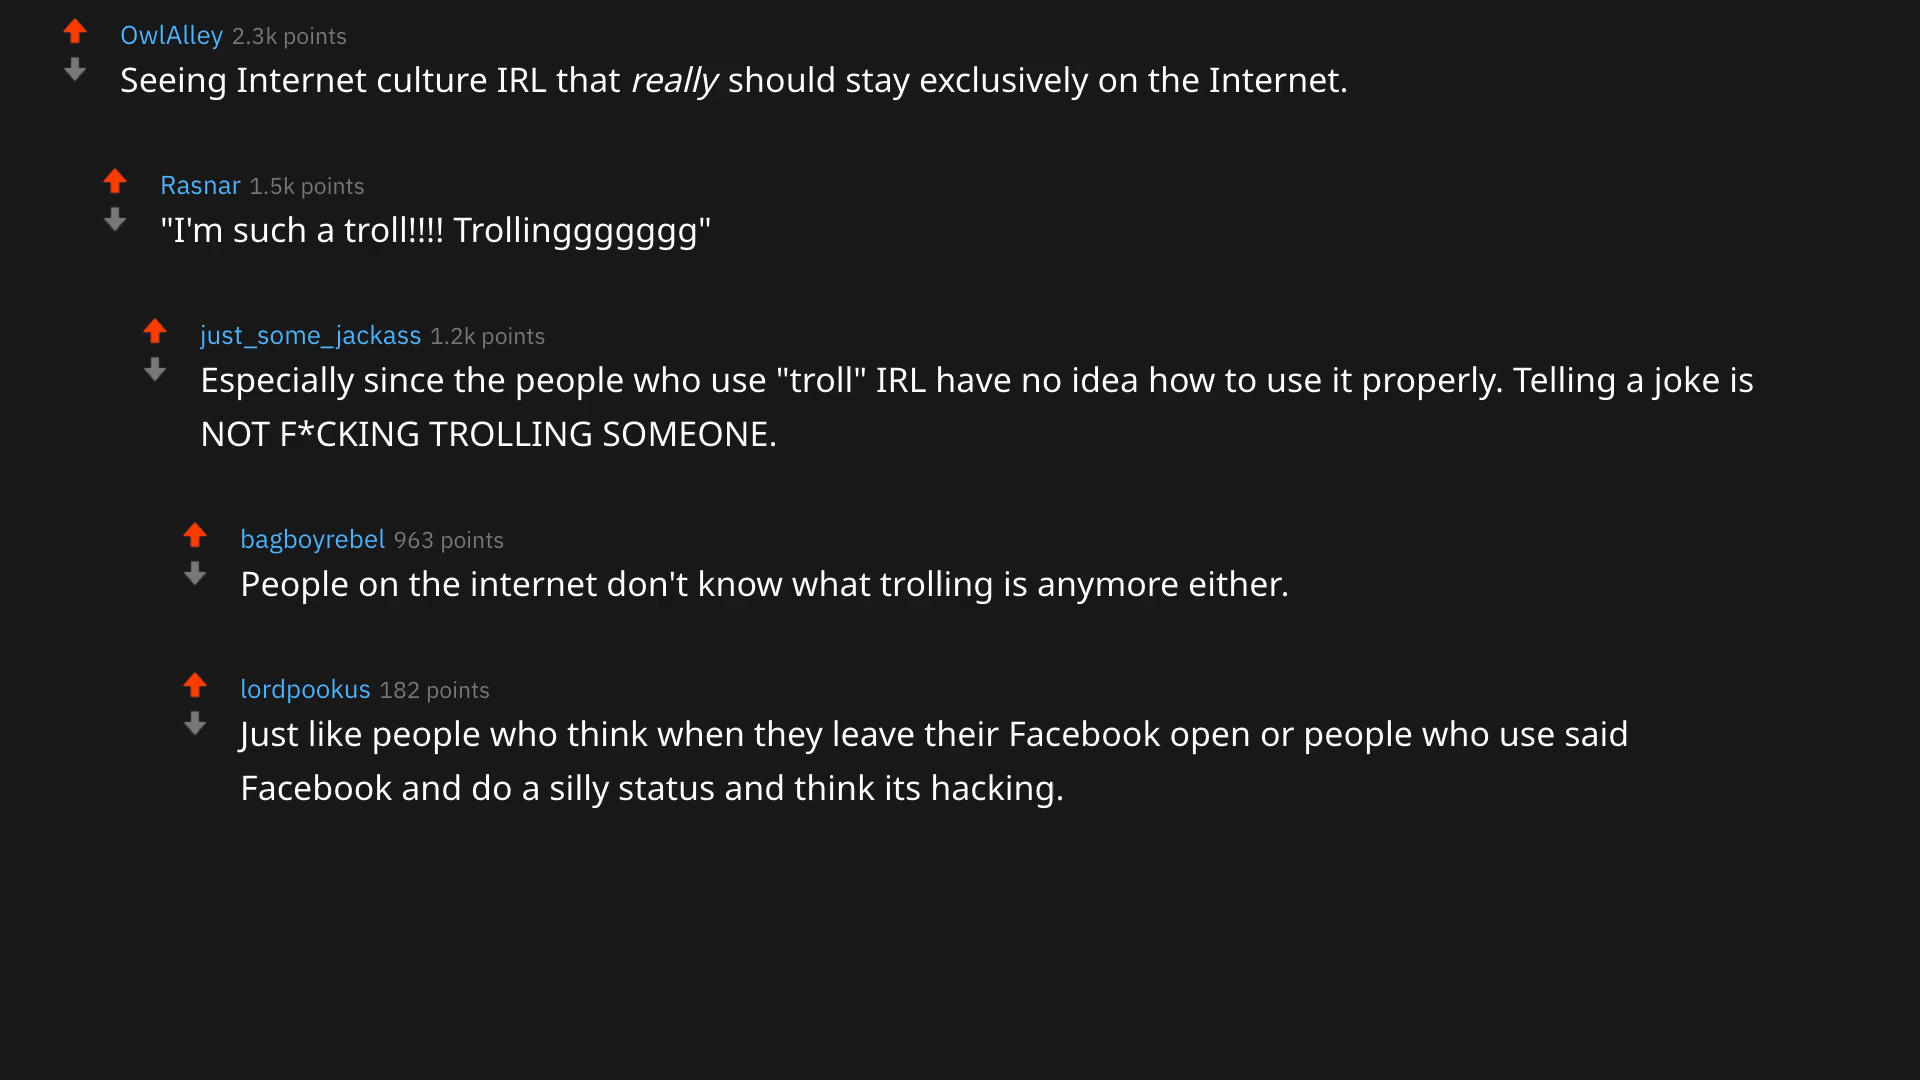 OwlAlley 2.3k points
Seeing Internet culture IRL that really should stay exclusively on the Internet.
Rasnar 1.5k points
"I'm such a troll!!!! Trollinggggggg"
just_some_jackass 1.2k points
Especially since the people who use "troll" IRL have no idea how to use it properly. Telling a joke is
NOT F*CKING TROLLING SOMEONE.
bagboyrebel 963 points
People on the internet don't know what trolling is anymore either.
lordpookus 182 points
Just like people who think when they leave their Facebook open or people who use said
Facebook and do a silly status and think its hacking.